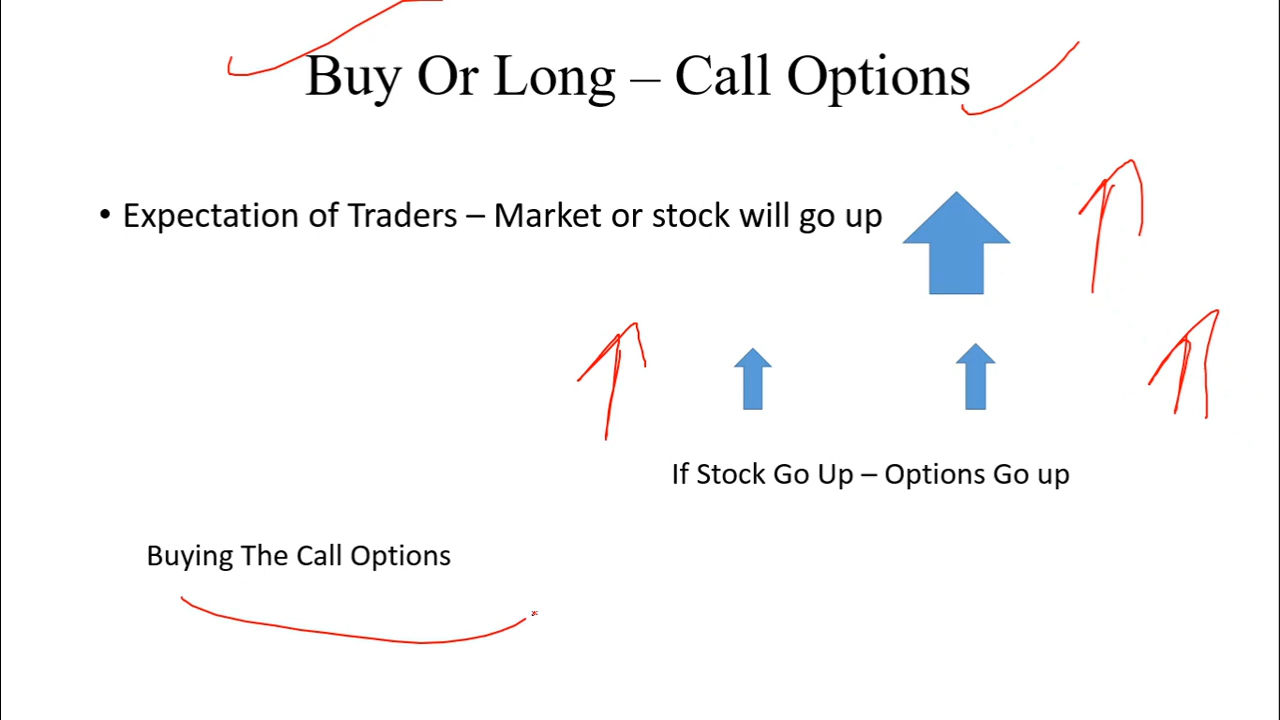 Buy Or Long – Call Options
• Expectation of Traders – Market or stock will go up
If Stock Go Up – Options Go up
Buying The Call Options